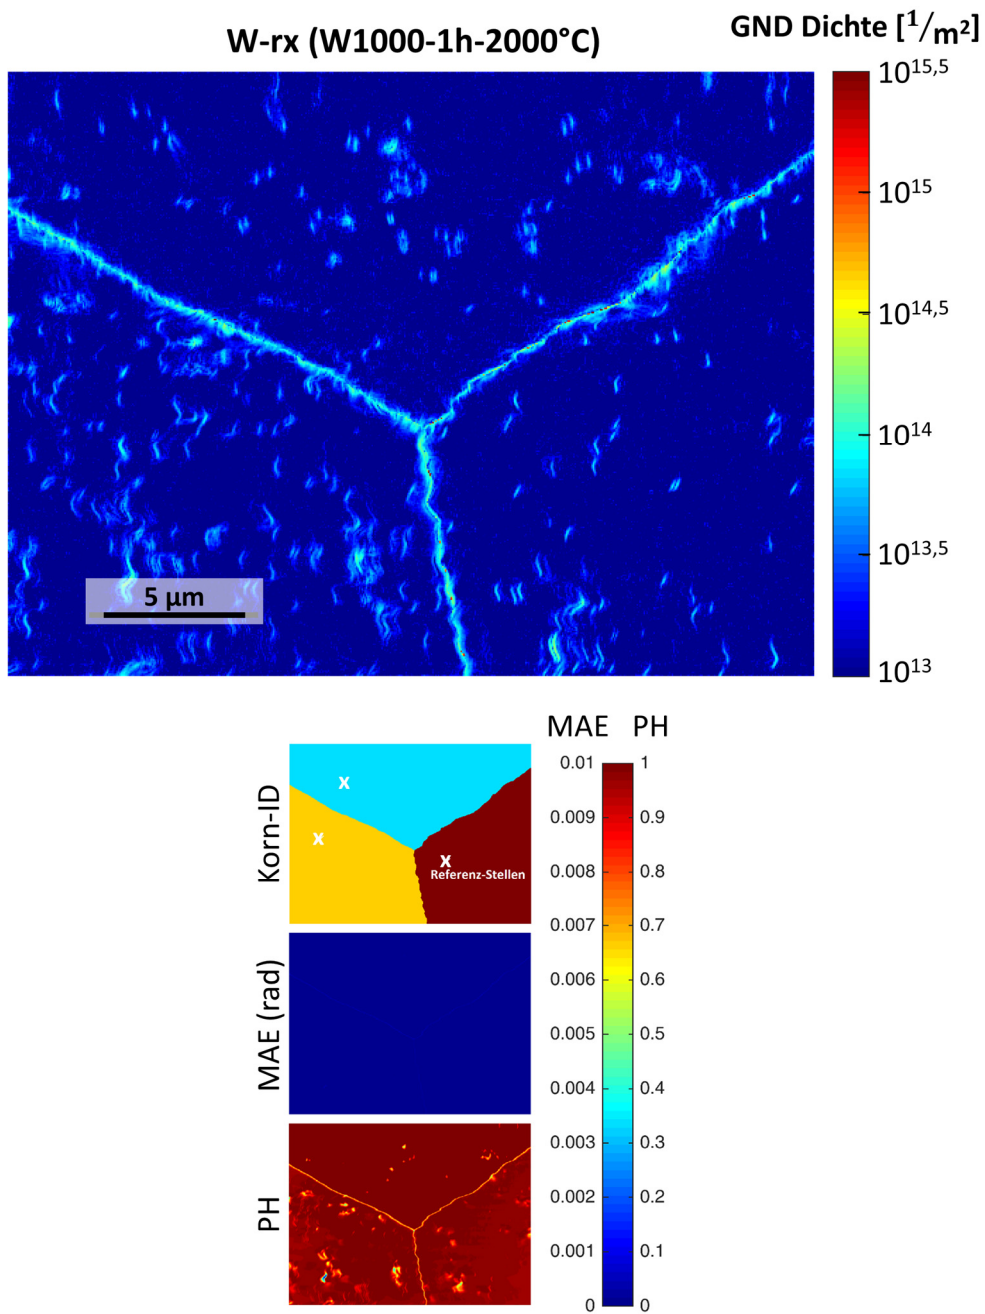 W-rx (W1000-1h-2000°C)
GND Dichte [1/m²]
10^15,5
10^15
10^14,5
10^14
10^13,5
10^13
5 µm
MAE PH
0.01 1
0.009 0.9
0.008 0.8
0.007 0.7
0.006 0.6
0.005 0.5
0.004 0.4
0.003 0.3
0.002 0.2
0.001 0.1
0 0
Korn-ID
x
x
x
Referenz-Stellen
MAE (rad)
PH